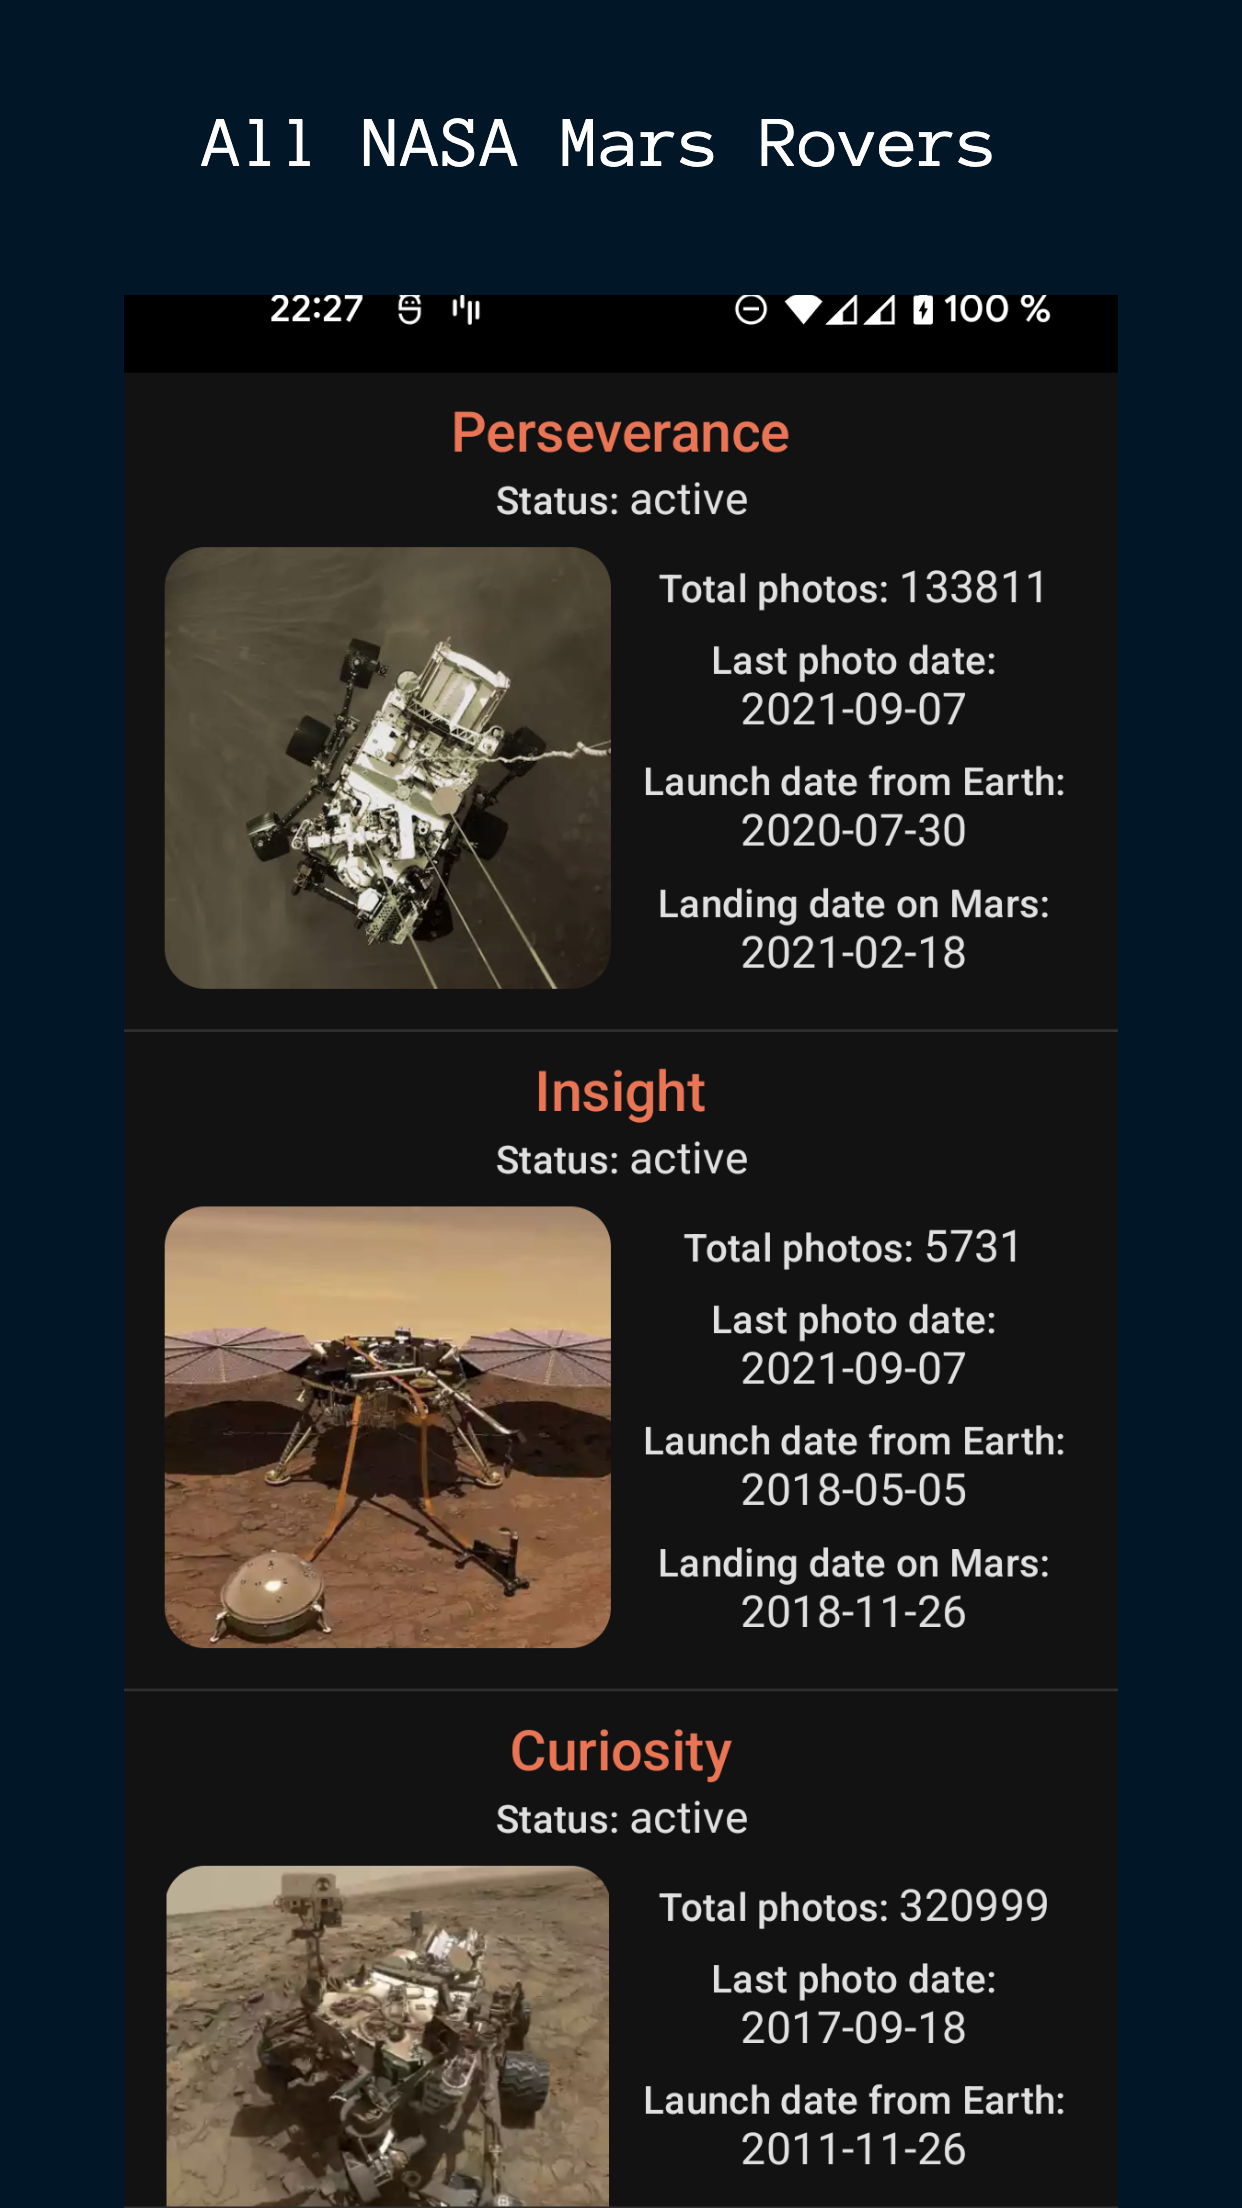 All NASA Mars Rovers
22:27 100 %
Perseverance
Status: active
Total photos: 133811
Last photo date:
2021-09-07
Launch date from Earth:
2020-07-30
Landing date on Mars:
2021-02-18
Insight
Status: active
Total photos: 5731
Last photo date:
2021-09-07
Launch date from Earth:
2018-05-05
Landing date on Mars:
2018-11-26
Curiosity
Status: active
Total photos: 320999
Last photo date:
2017-09-18
Launch date from Earth:
2011-11-26